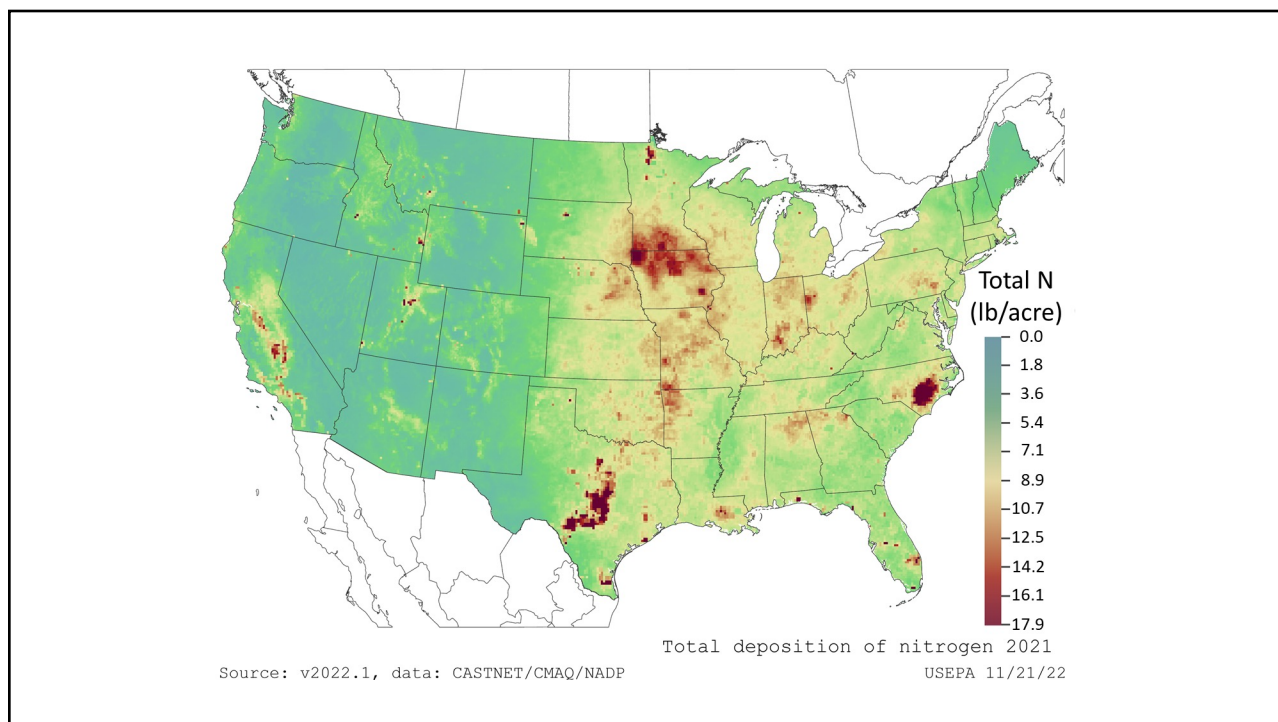 Total N
(lb/acre)
0.0
1.8
3.6
5.4
7.1
8.9
10.7
12.5
14.2
16.1
17.9
Total deposition of nitrogen 2021
Source: v2022.1, data: CASTNET/CMAQ/NADP
USEPA 11/21/22